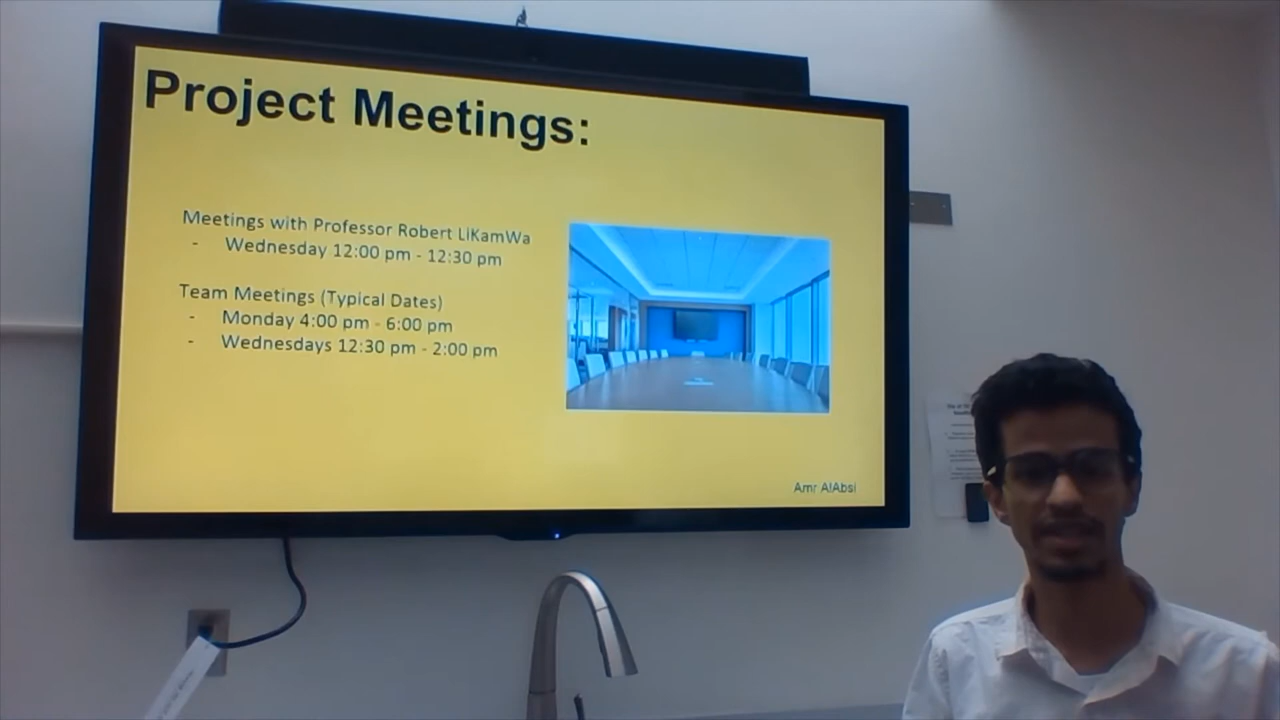 Project Meetings:
Meetings with Professor Robert LiKamWa
- Wednesday 12:00 pm - 12:30 pm
Team Meetings (Typical Dates)
- Monday 4:00 pm - 6:00 pm
- Wednesdays 12:30 pm - 2:00 pm
Amr AlAbsi